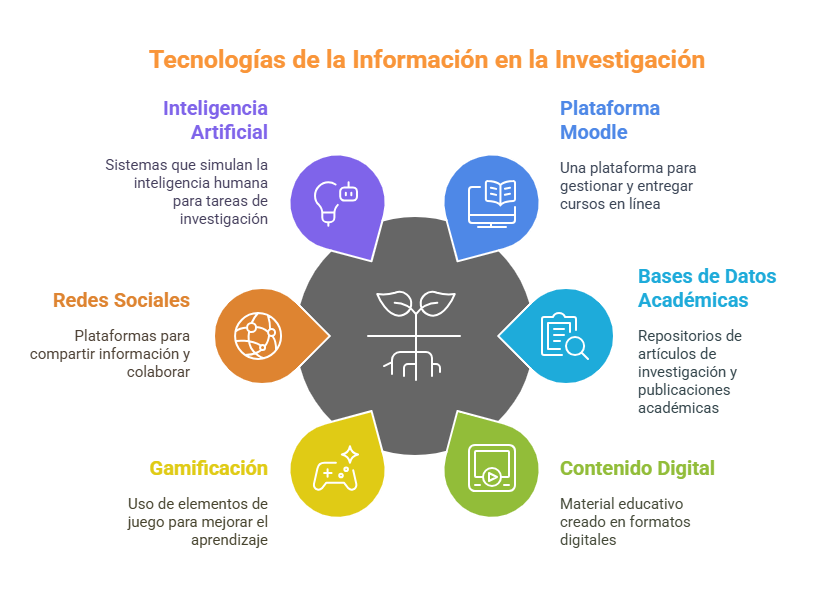 Tecnologías de la Información en la Investigación
Inteligencia
Artificial
Sistemas que simulan la
inteligencia humana
para tareas de
investigación
Plataforma
Moodle
Una plataforma para
gestionar y entregar
cursos en línea
Redes Sociales
Plataformas para
compartir información y
colaborar
Bases de Datos
Académicas
Repositorios de
artículos de
investigación y
publicaciones
académicas
Gamificación
Uso de elementos de
juego para mejorar el
aprendizaje
Contenido Digital
Material educativo
creado en formatos
digitales